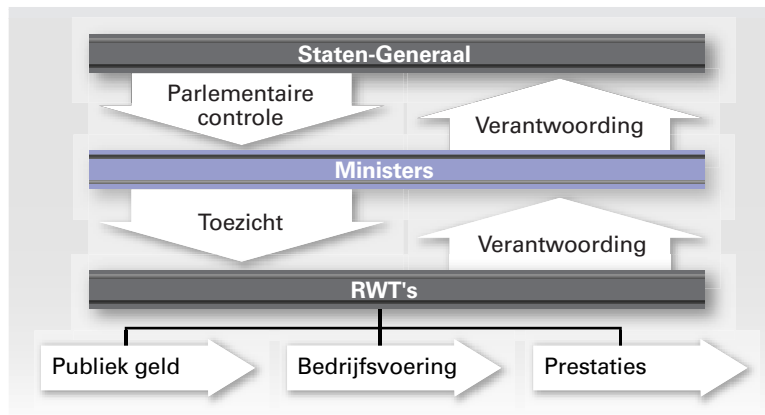 Staten-Generaal
Parlementaire
controle
Verantwoording
Ministers
Toezicht
Verantwoording
RWT's
Publiek geld
Bedrijfsvoering
Prestaties